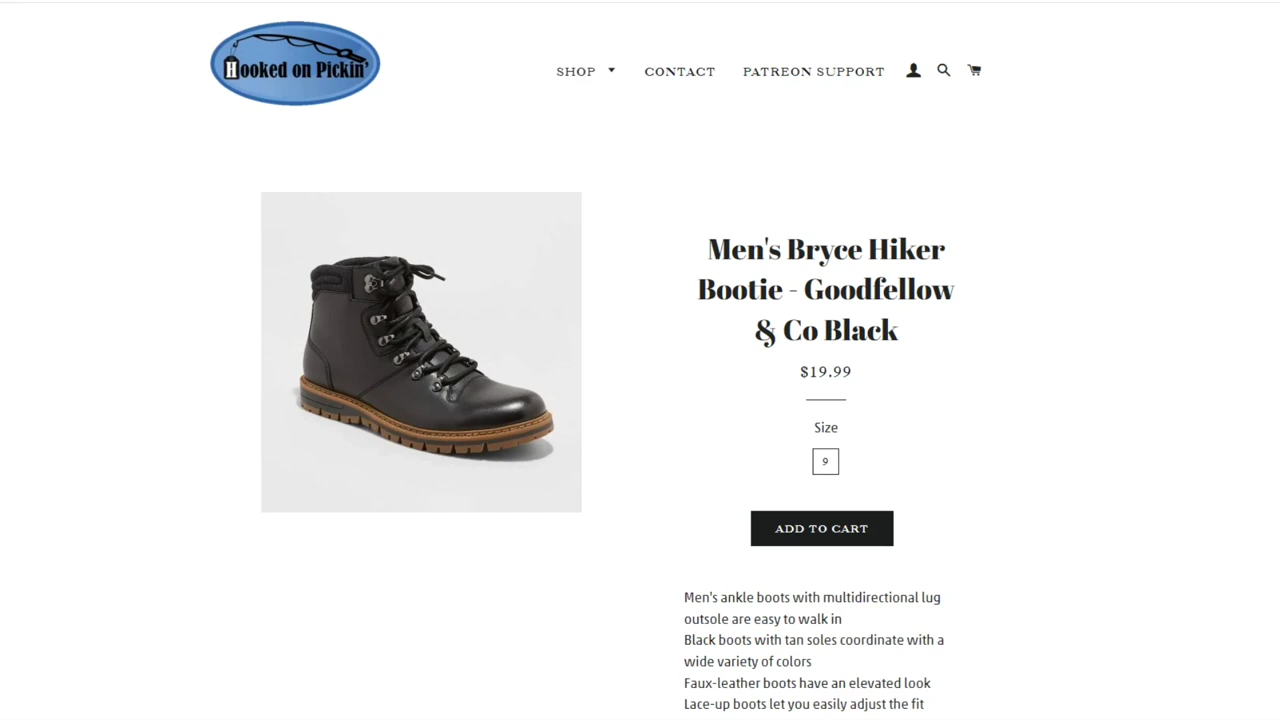 Hooked on Pickin'
SHOP CONTACT PATREON SUPPORT
Men's Bryce Hiker
Bootie - Goodfellow
& Co Black
$19.99
Size
9
ADD TO CART
Men's ankle boots with multidirectional lug
outsole are easy to walk in
Black boots with tan soles coordinate with a
wide variety of colors
Faux-leather boots have an elevated look
Lace-up boots let you easily adjust the fit